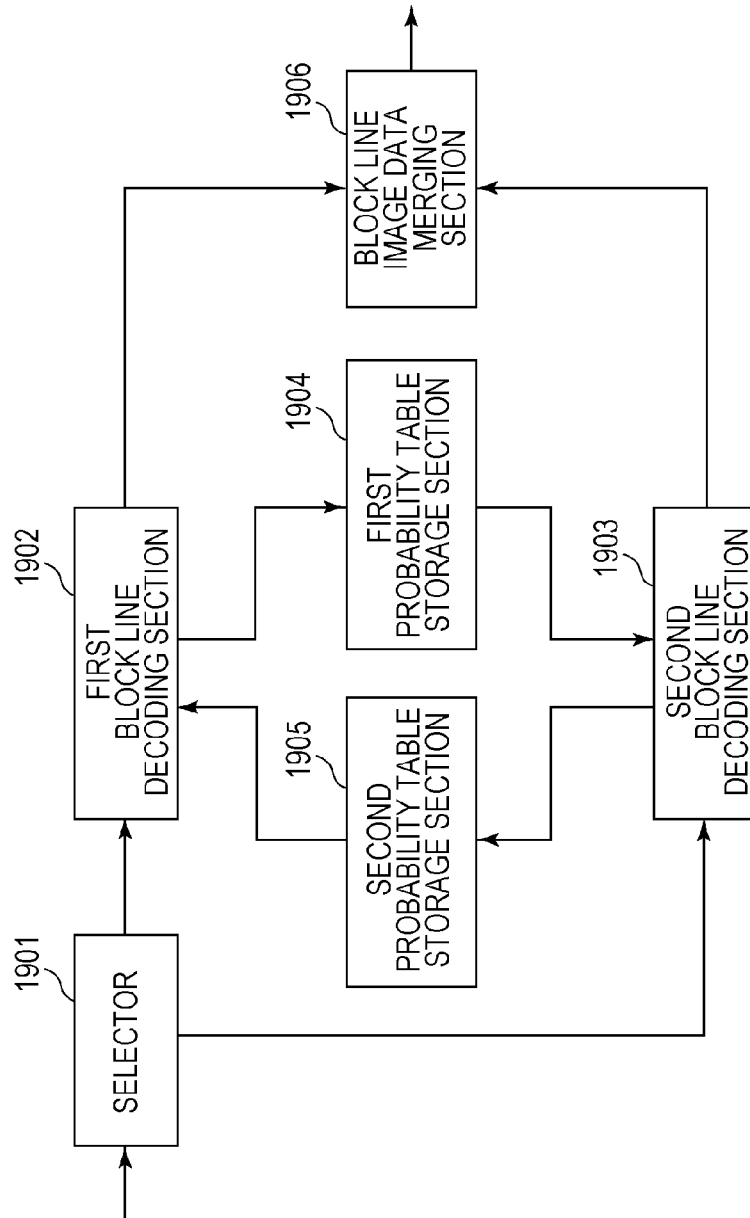 1901
SELECTOR
1902
FIRST
BLOCK LINE
DECODING SECTION
1905
SECOND
PROBABILITY TABLE
STORAGE SECTION
1904
FIRST
PROBABILITY TABLE
STORAGE SECTION
1903
SECOND
BLOCK LINE
DECODING SECTION
1906
BLOCK LINE
IMAGE DATA
MERGING
SECTION